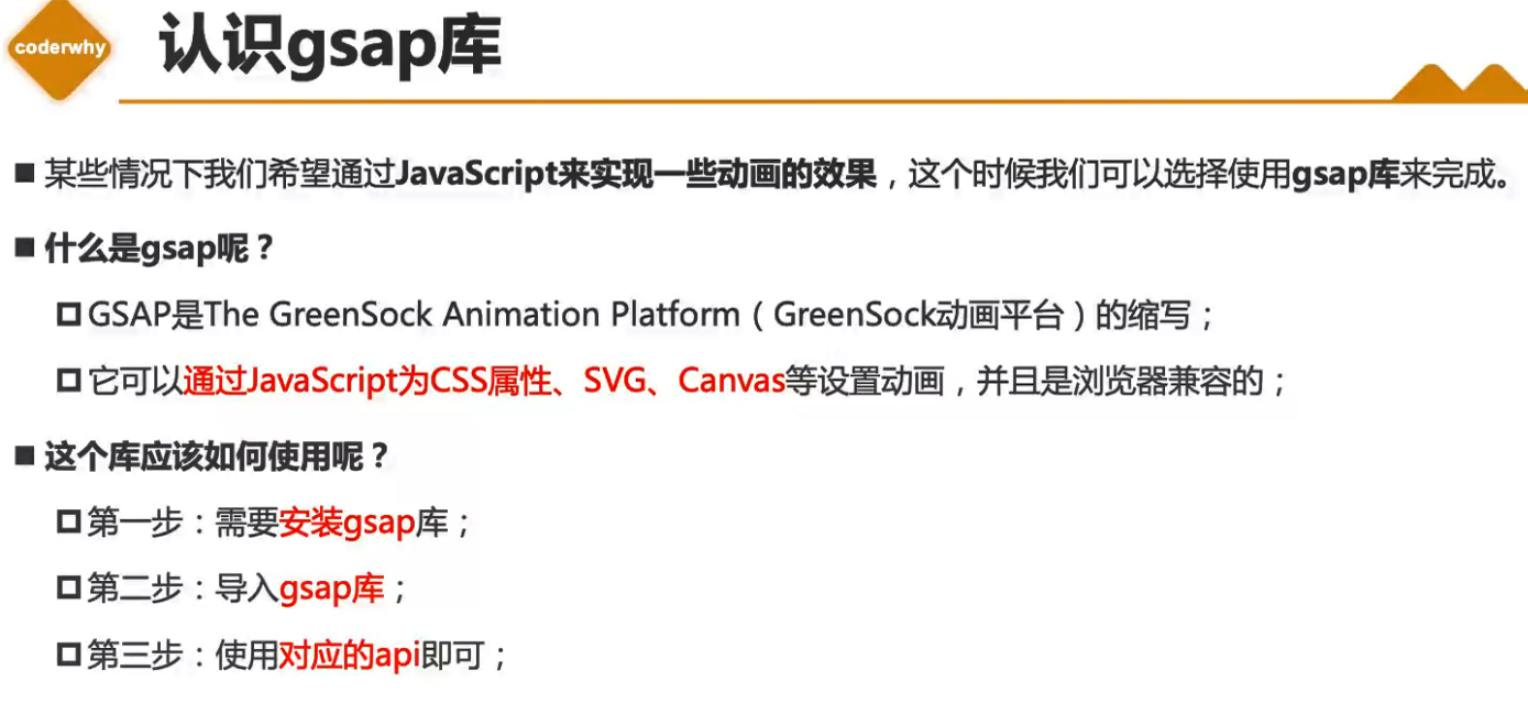 coderwhy
认识gsap库
某些情况下我们希望通过JavaScript来实现一些动画的效果，这个时候我们可以选择使用gsap库来完成。
什么是gsap呢？
GSAP是The GreenSock Animation Platform（GreenSock动画平台）的缩写；
它可以通过JavaScript为CSS属性、SVG、Canvas等设置动画，并且是浏览器兼容的；
这个库应该如何使用呢？
第一步：需要安装gsap库；
第二步：导入gsap库；
第三步：使用对应的api即可；